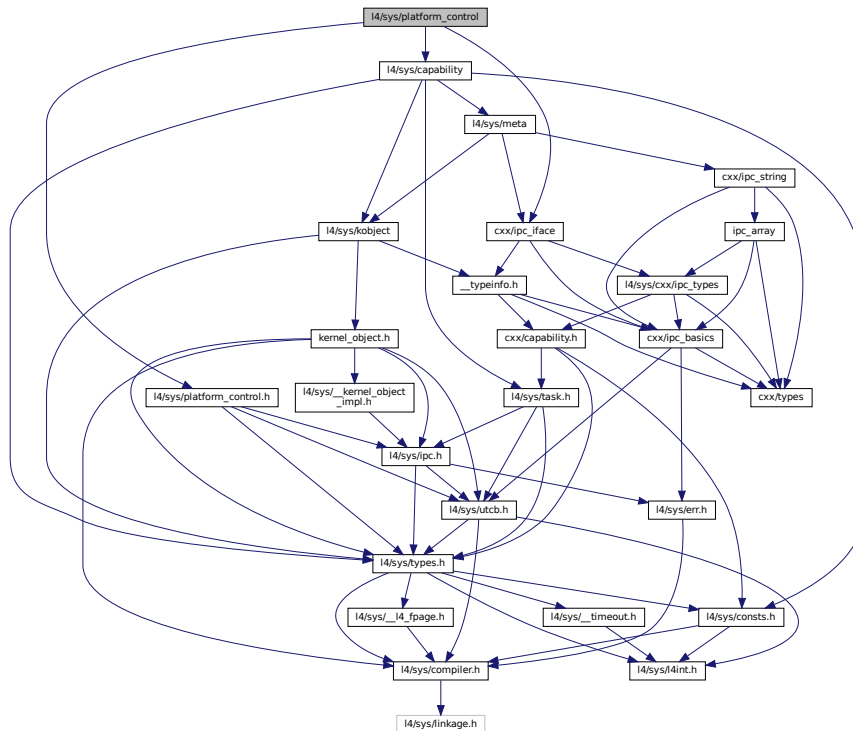 l4/sys/platform_control
l4/sys/capability
l4/sys/meta
cxx/ipc_string
l4/sys/kobject
cxx/ipc_iface
ipc_array
__typeinfo.h
l4/sys/cxx/ipc_types
kernel_object.h
cxx/capability.h
cxx/ipc_basics
l4/sys/platform_control.h
l4/sys/__kernel_object
_impl.h
l4/sys/task.h
cxx/types
l4/sys/ipc.h
l4/sys/utcb.h
l4/sys/err.h
l4/sys/types.h
l4/sys/__l4_fpage.h
l4/sys/__timeout.h
l4/sys/consts.h
l4/sys/compiler.h
l4/sys/l4int.h
l4/sys/linkage.h